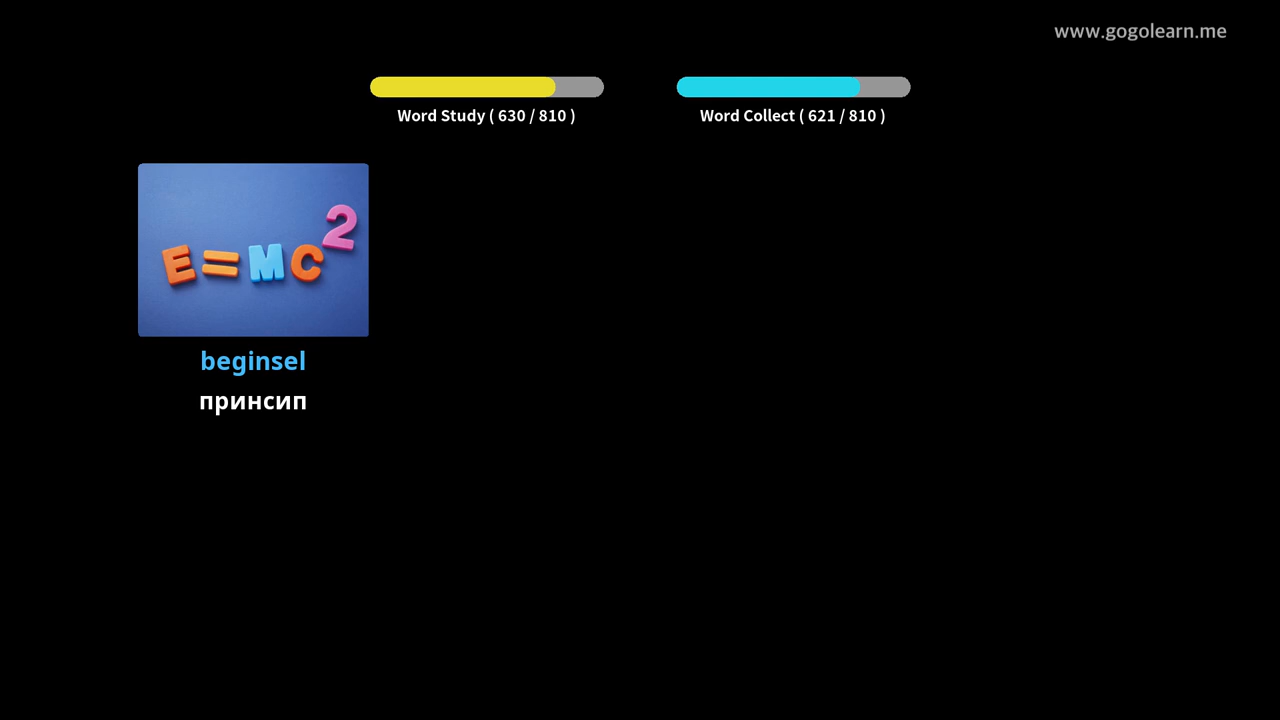 www.gogolearn.me
Word Study ( 630 / 810 )
Word Collect ( 621 / 810 )
E=MC²
beginsel
принсип